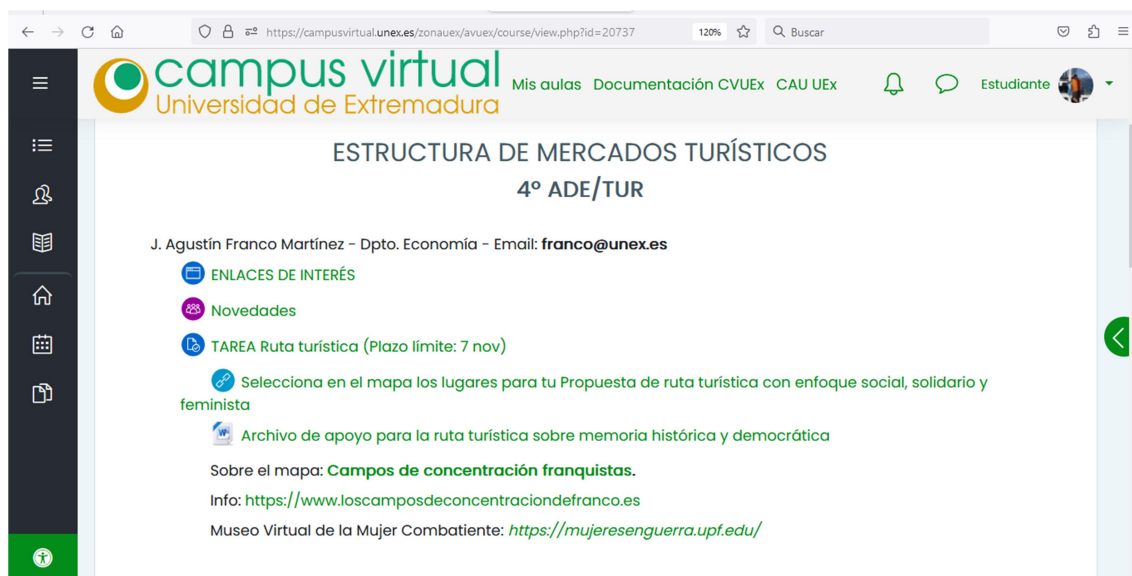 https://campusvirtual.unex.es/zonauex/avuex/course/view.php?id=20737
120%
Buscar
campus virtual
Universidad de Extremadura
Mis aulas Documentación CVUEx CAU UEx
Estudiante
ESTRUCTURA DE MERCADOS TURÍSTICOS
4º ADE/TUR
J. Agustín Franco Martínez - Dpto. Economía - Email: franco@unex.es
ENLACES DE INTERÉS
Novedades
TAREA Ruta turística (Plazo límite: 7 nov)
Selecciona en el mapa los lugares para tu Propuesta de ruta turística con enfoque social, solidario y
feminista
Archivo de apoyo para la ruta turística sobre memoria histórica y democrática
Sobre el mapa: Campos de concentración franquistas.
Info: https://www.loscamposdeconcentraciondefranco.es
Museo Virtual de la Mujer Combatiente: https://mujeresenguerra.upf.edu/